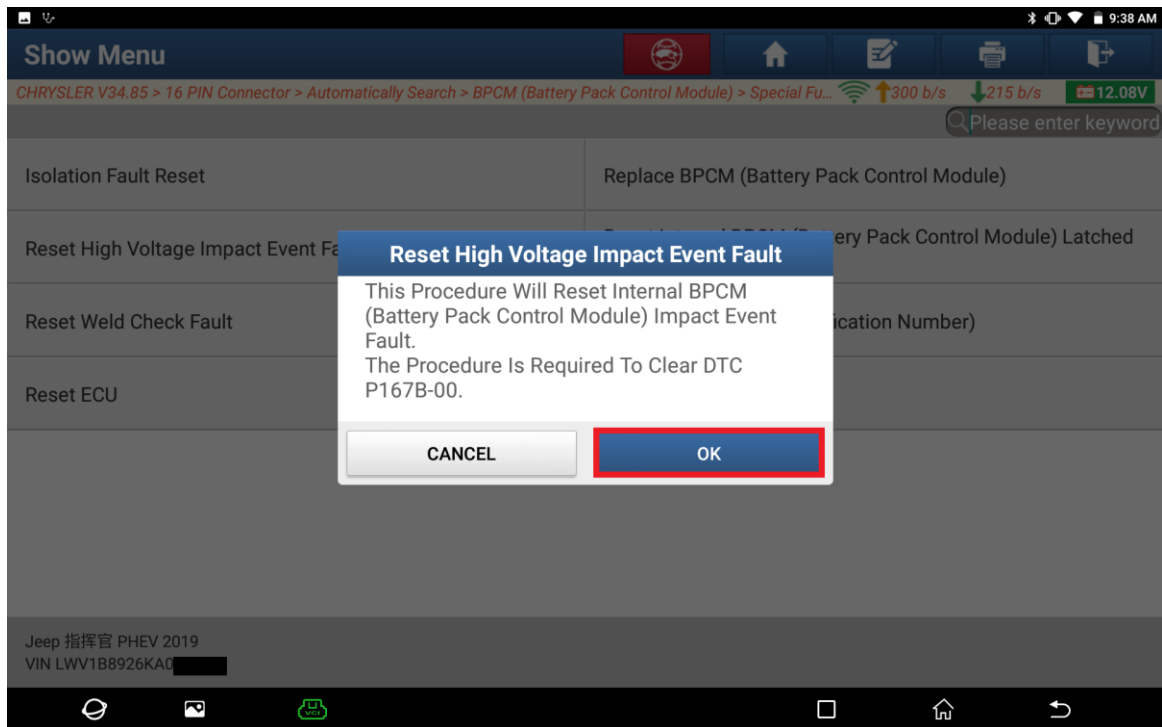 9:38 AM
Show Menu
CHRYSLER V34.85 > 16 PIN Connector > Automatically Search > BPCM (Battery Pack Control Module) > Special Fu... 300 b/s 215 b/s 12.08V
Please enter keyword
Isolation Fault Reset
Replace BPCM (Battery Pack Control Module)
Reset High Voltage Impact Event Fa
ery Pack Control Module) Latched
Reset Weld Check Fault
ication Number)
Reset ECU
Reset High Voltage Impact Event Fault
This Procedure Will Reset Internal BPCM
(Battery Pack Control Module) Impact Event
Fault.
The Procedure Is Required To Clear DTC
P167B-00.
CANCEL
OK
Jeep 指挥官 PHEV 2019
VIN LWV1B8926KA0
VCI